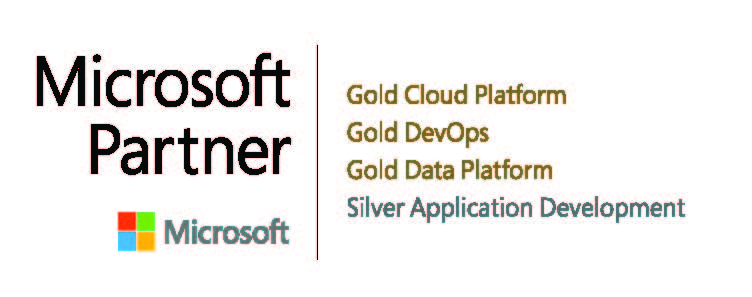 Microsoft
Partner
Microsoft
Gold Cloud Platform
Gold DevOps
Gold Data Platform
Silver Application Development